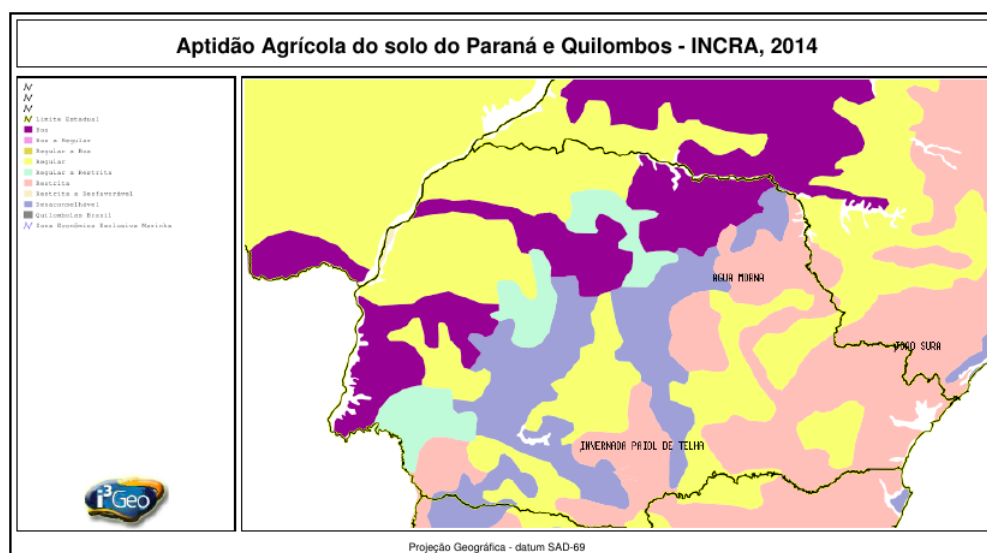 Aptidão Agrícola do solo do Paraná e Quilombos - INCRA, 2014
Limite Estadual
Boa
Boa a Regular
Regular a Boa
Regular
Regular a Restrita
Restrita
Restrita a Desfavorável
Desaconselhável
Quilombolas Brasil
Zona Econômica Exclusiva Marinha
AGUA MORNA
JOAO SURA
INVERNADA PAIOL DE TELHA
i3Geo
Projeção Geográfica - datum SAD-69